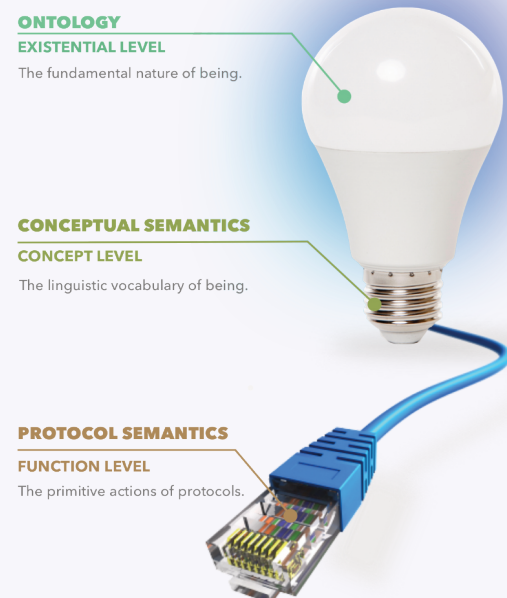 ONTOLOGY
EXISTENTIAL LEVEL
The fundamental nature of being.
CONCEPTUAL SEMANTICS
CONCEPT LEVEL
The linguistic vocabulary of being.
PROTOCOL SEMANTICS
FUNCTION LEVEL
The primitive actions of protocols.